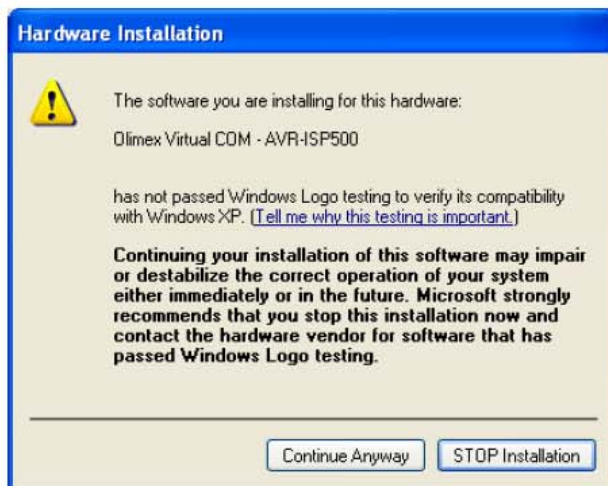 Hardware Installation
The software you are installing for this hardware:
Olimex Virtual COM - AVR-ISP500
has not passed Windows Logo testing to verify its compatibility
with Windows XP. (Tell me why this testing is important.)
Continuing your installation of this software may impair
or destabilize the correct operation of your system
either immediately or in the future. Microsoft strongly
recommends that you stop this installation now and
contact the hardware vendor for software that has
passed Windows Logo testing.
Continue Anyway STOP Installation